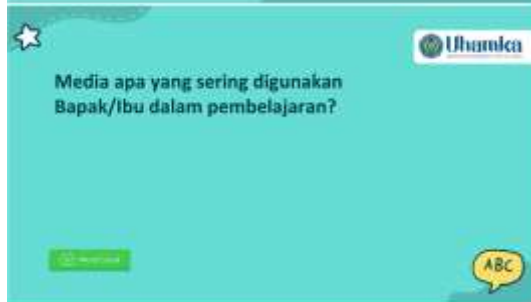 Uhamka
Media apa yang sering digunakan
Bapak/Ibu dalam pembelajaran?
ABC